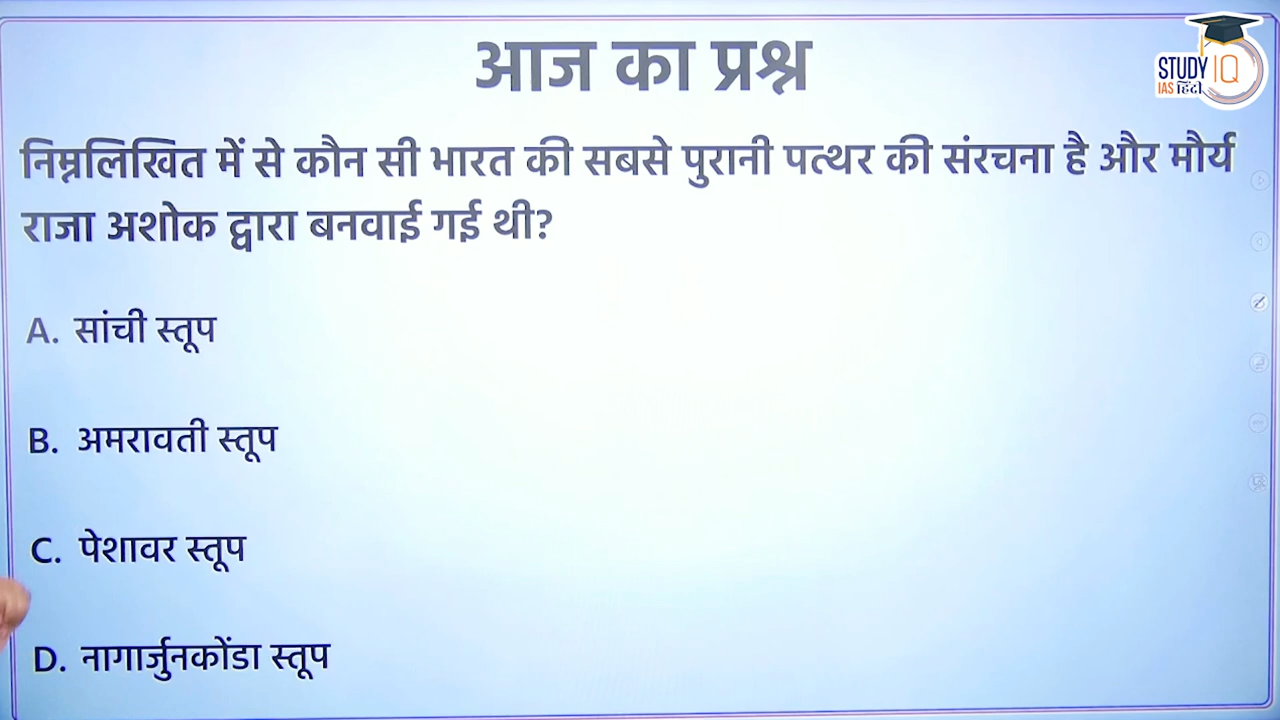 आज का प्रश्न
STUDY IQ
IAS हिंदी
निम्नलिखित में से कौन सी भारत की सबसे पुरानी पत्थर की संरचना है और मौर्य
राजा अशोक द्वारा बनवाई गई थी?
A. सांची स्तूप
B. अमरावती स्तूप
C. पेशावर स्तूप
D. नागार्जुनकोंडा स्तूप